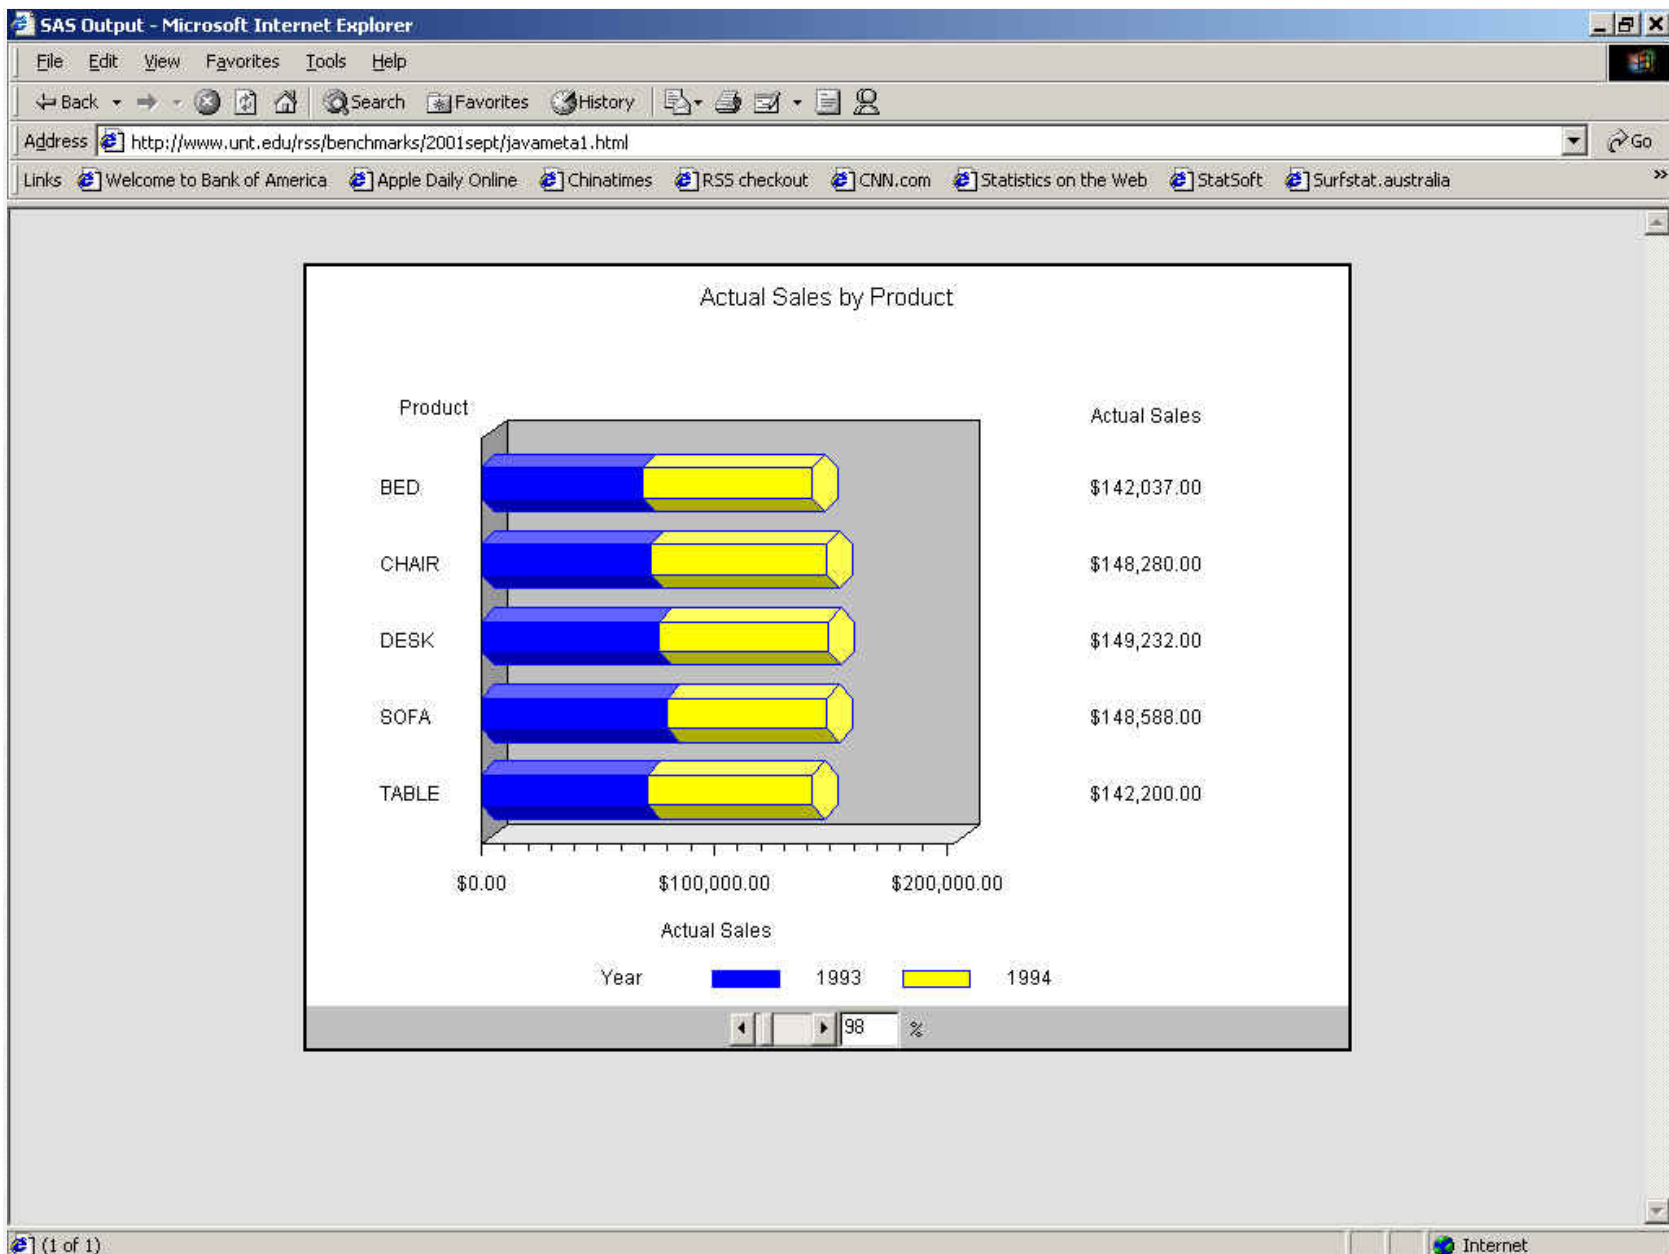 SAS Output - Microsoft Internet Explorer
File Edit View Favorites Tools Help
Back Search Favorites History
Address http://www.unt.edu/rss/benchmarks/2001sept/javameta1.html Go
Links Welcome to Bank of America Apple Daily Online Chinatimes RSS checkout CNN.com Statistics on the Web StatSoft Surfstat.australia »
Actual Sales by Product
Product Actual Sales
BED $142,037.00
CHAIR $148,280.00
DESK $149,232.00
SOFA $148,588.00
TABLE $142,200.00
$0.00 $100,000.00 $200,000.00
Actual Sales
Year 1993 1994
98 %
(1 of 1) Internet